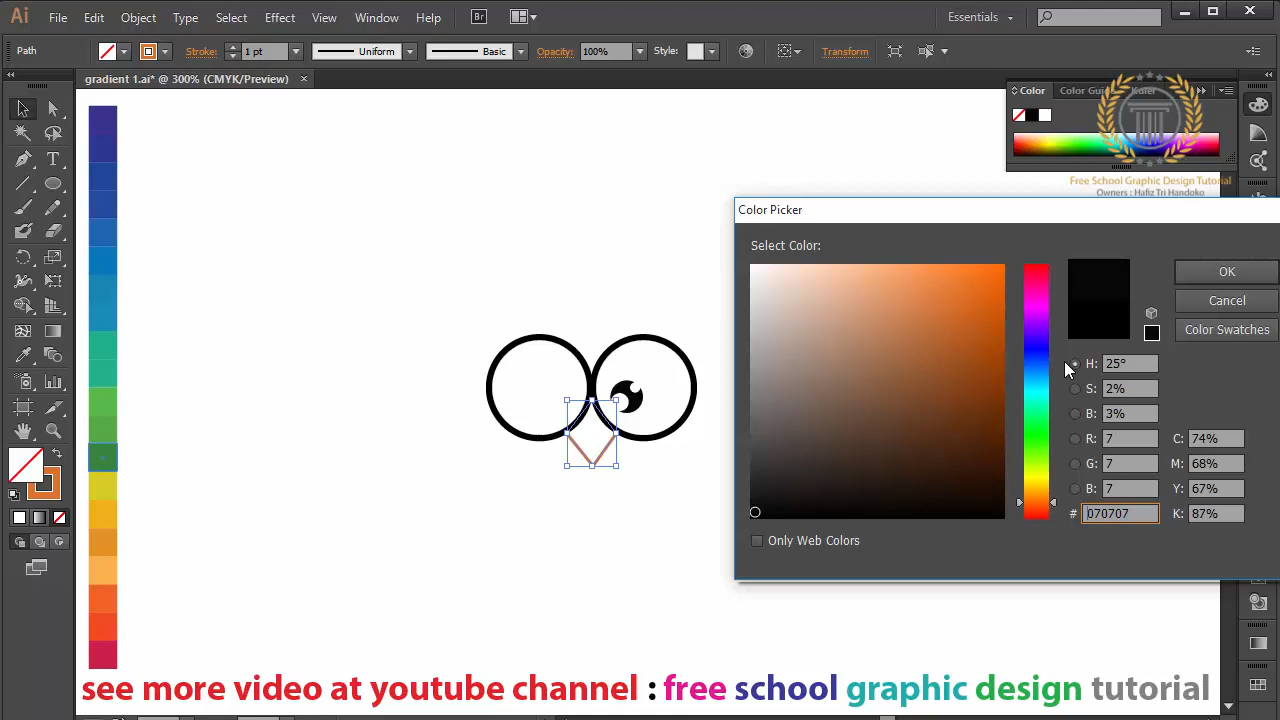 Ai File Edit Object Type Select Effect View Window Help Br Essentials
Path Stroke: 1 pt Uniform Basic Opacity: 100% Style: Transform
gradient 1.ai* @ 300% (CMYK/Preview)
Color Color Guide Kuler
Free School Graphic Design Tutorial
Owners : Hafiz Tri Handoko
Color Picker
Select Color:
OK
Cancel
Color Swatches
H: 25°
S: 2%
B: 3%
R: 7 C: 74%
G: 7 M: 68%
B: 7 Y: 67%
# 070707 K: 87%
Only Web Colors
see more video at youtube channel : free school graphic design tutorial